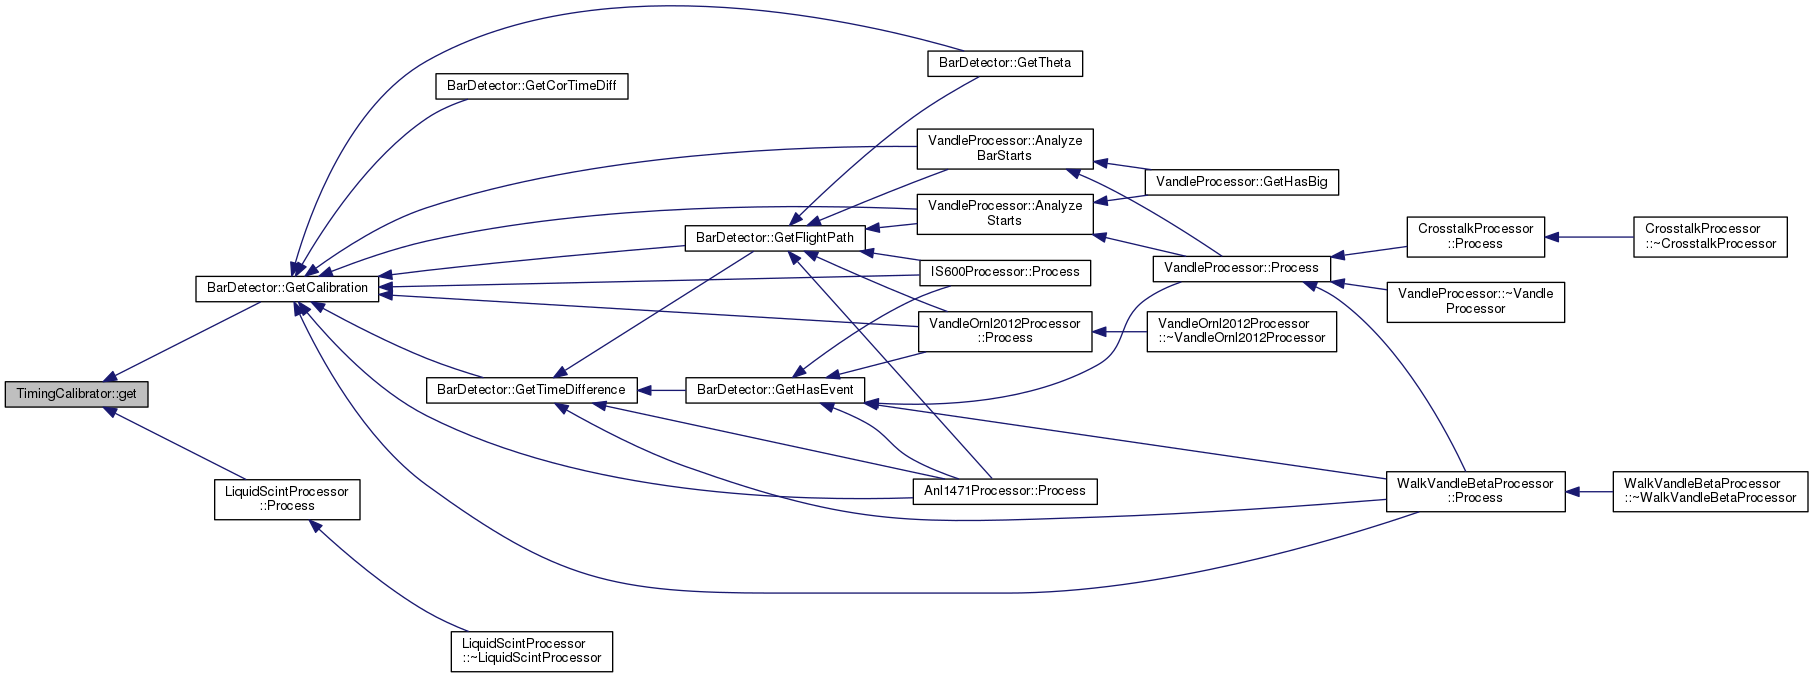 BarDetector::GetTheta
BarDetector::GetCorTimeDiff
VandleProcessor::Analyze
BarStarts
VandleProcessor::GetHasBig
VandleProcessor::Analyze
Starts
BarDetector::GetFlightPath
CrosstalkProcessor
::Process
CrosstalkProcessor
::~CrosstalkProcessor
IS600Processor::Process
VandleProcessor::Process
BarDetector::GetCalibration
VandleProcessor::~Vandle
Processor
VandleOrnl2012Processor
::Process
VandleOrnl2012Processor
::~VandleOrnl2012Processor
TimingCalibrator::get
BarDetector::GetTimeDifference
BarDetector::GetHasEvent
LiquidScintProcessor
::Process
Anl1471Processor::Process
WalkVandleBetaProcessor
::Process
WalkVandleBetaProcessor
::~WalkVandleBetaProcessor
LiquidScintProcessor
::~LiquidScintProcessor